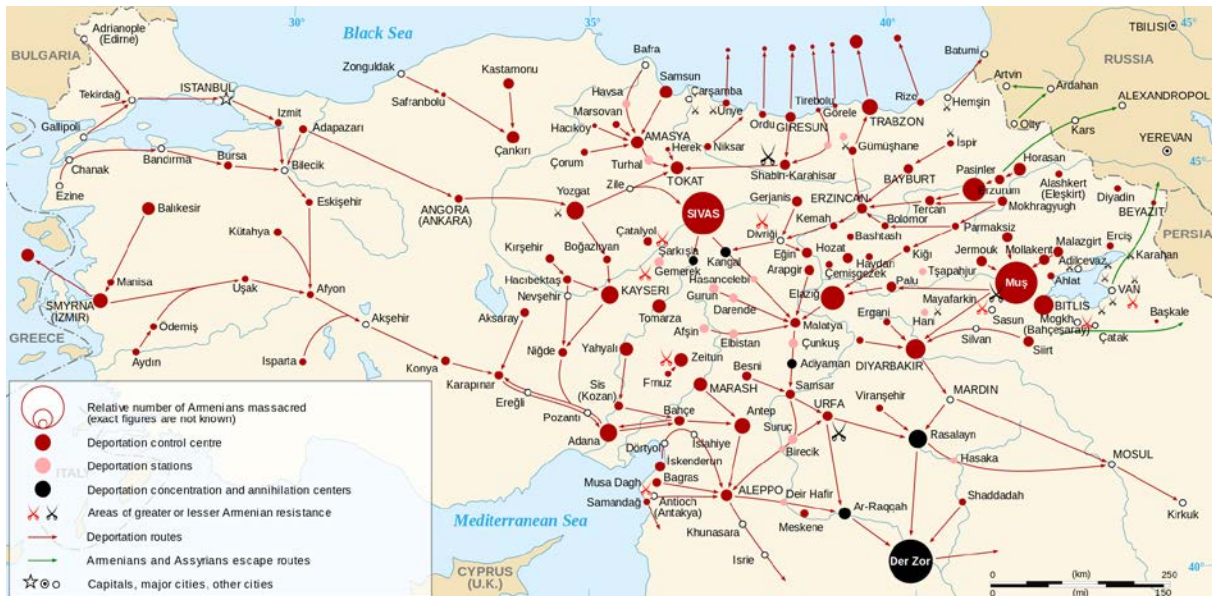 30°
35°
40°
45°
Adrianople
(Edirne)
BULGARIA
Black Sea
TBILISI
RUSSIA
Zonguldak
Kastamonu
Bafra
Batumi
Artvin
Ardahan
ALEXANDROPOL
ISTANBUL
Safranbolu
Havsa
Samsun
Çarşamba
Ünye
Tirebolu
Rize
Hemşin
Tekirdağ
Izmit
Adapazarı
Marsovan
Ordu
GIRESUN
Görele
TRABZON
Olty
Kars
YEREVAN
Gallipoli
Hacıköy
AMASYA
Herek
Niksar
Gümüşhane
İspir
45°
Chanak
Bandırma
Bursa
Bilecik
Çankırı
Çorum
Turhal
TOKAT
Shabin-Karahisar
BAYBURT
Pasinler
Horasan
Alashkert
(Eleşkirt)
Diyadin
Ezine
Zile
Erzurum
Yozgat
SIVAS
Gerjanis
ERZINCAN
Tercan
Mokhragyugh
BEYAZIT
Balıkesir
Eskişehir
ANGORA
(ANKARA)
Kemah
Bolomor
Parmaksiz
PERSIA
Kütahya
Kırşehir
Boğazlıyan
Çatalyol
Şarkışla
Divriği
Bashtash
Malazgirt
Erciş
Kangal
Eğin
Hozat
Kiğı
Jermouk
Mollakent
Adilcevaz
Karahan
Hacıbektaş
Gemerek
Hasancelebi
Arapgir
Haydan
Çemişgezek
Tşapahjur
Ahlat
Manisa
Uşak
Afyon
Nevşehir
KAYSERI
Gurun
Elazığ
Palu
Muş
VAN
SMYRNA
(IZMIR)
Akşehir
Aksaray
Tomarza
Darende
Mayafarkin
BITLIS
GREECE
Ödemiş
Afşin
Malatya
Ergani
Hani
Sasun
Mogkh
(Bahçeşaray)
Başkale
Elbistan
Çunkuş
Silvan
Çatak
Aydın
Isparta
Konya
Niğde
Yahyalı
Zeitun
Adiyaman
DIYARBAKIR
Siirt
Karapınar
Besni
Ereğli
Sis
(Kozan)
MARASH
Samsar
MARDIN
Pozantı
Bahçe
Antep
URFA
Viranşehir
Suruç
Adana
Islahiye
Rasalayn
Dörtyol
Birecik
MOSUL
İskenderun
Hasaka
Musa Dagh
Bagras
ALEPPO
Deir Hafir
Samandağ
Antioch
(Antakya)
Ar-Raqqah
Shaddadah
Kirkuk
Meskene
Mediterranean Sea
Khunasara
Isrie
Der Zor
CYPRUS
(U.K.)
40°
Relative number of Armenians massacred
(exact figures are not known)
Deportation control centre
Deportation stations
ITALY
Deportation concentration and annihilation centers
Areas of greater or lesser Armenian resistance
Deportation routes
Armenians and Assyrians escape routes
Capitals, major cities, other cities
0 (km) 250
0 (mi) 150